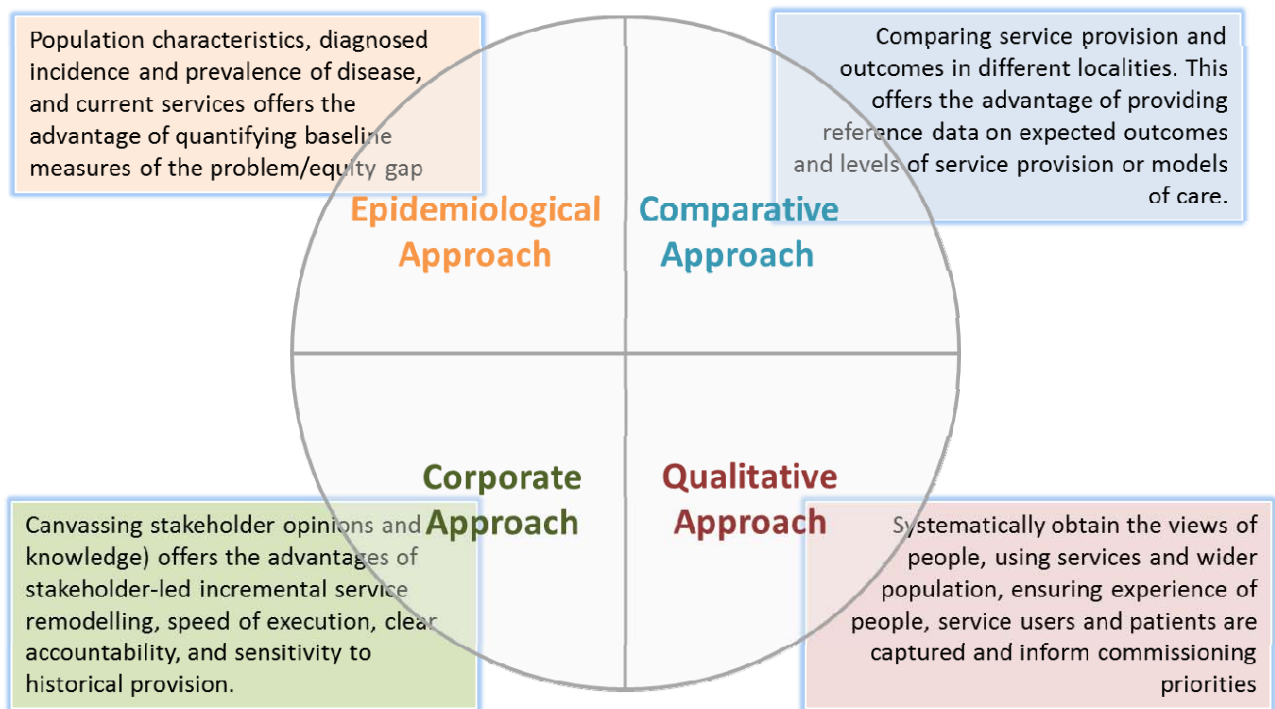 Population characteristics, diagnosed
incidence and prevalence of disease,
and current services offers the
advantage of quantifying baseline
measures of the problem/equity gap
Comparing service provision and
outcomes in different localities. This
offers the advantage of providing
reference data on expected outcomes
and levels of service provision or models
of care.
Epidemiological
Approach
Comparative
Approach
Corporate
Approach
Qualitative
Approach
Canvassing stakeholder opinions and
knowledge) offers the advantages of
stakeholder-led incremental service
remodelling, speed of execution, clear
accountability, and sensitivity to
historical provision.
Systematically obtain the views of
people, using services and wider
population, ensuring experience of
people, service users and patients are
captured and inform commissioning
priorities